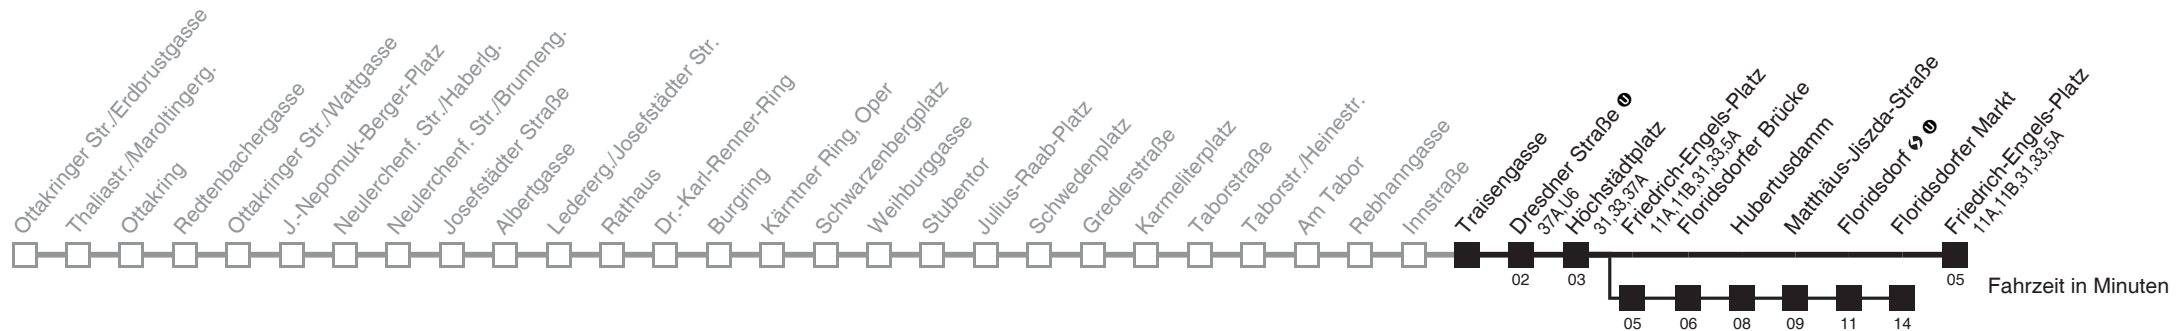 Ottakringer Str./Erdbrustgasse
Thaliastr./Maroltingerg.
Ottakring
Redtenbachergasse
Ottakringer Str./Wattgasse
J.-Nepomuk-Berger-Platz
Neulerchenf. Str./Haberlg.
Neulerchenf. Str./Brunneng.
Josefstädter Straße
Albertgasse
Lederergj./Josefstädter Str.
Rathaus
Dr.-Karl-Renner-Ring
Burgring
Kärntner Ring, Oper
Schwarzenbergplatz
Weihburggasse
Stubentor
Julius-Raab-Platz
Schwedenplatz
Gredlerstraße
Karmeliterplatz
Taborstraße
Taborstr./Heinestr.
Am Tabor
Rebhanngasse
Innstraße
Traisengasse
Dresdner Straße U
37A,U6
Höchstädtplatz
31,33,37A
Friedrich-Engels-Platz
11A,11B,31,33,5A
Floridsdorfer Brücke
Hubertusdamm
Matthäus-Jiszda-Straße
Floridsdorf S U
Floridsdorfer Markt
Friedrich-Engels-Platz
11A,11B,31,33,5A
02
03
05
Fahrzeit in Minuten
05
06
08
09
11
14